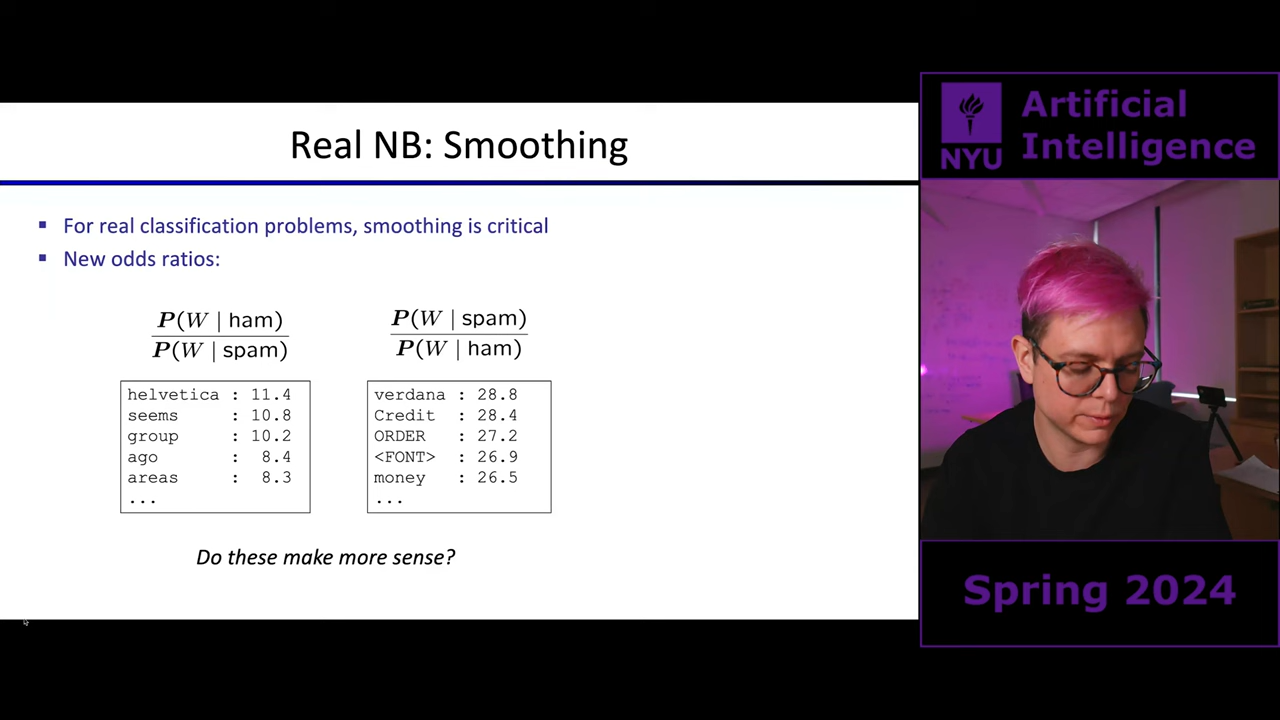 Real NB: Smoothing
For real classification problems, smoothing is critical
New odds ratios:
P(W | ham)
P(W | spam)
P(W | spam)
P(W | ham)
helvetica : 11.4
seems : 10.8
group : 10.2
ago : 8.4
areas : 8.3
...
verdana : 28.8
Credit : 28.4
ORDER : 27.2
<FONT> : 26.9
money : 26.5
...
Do these make more sense?
NYU
Artificial
Intelligence
Spring 2024